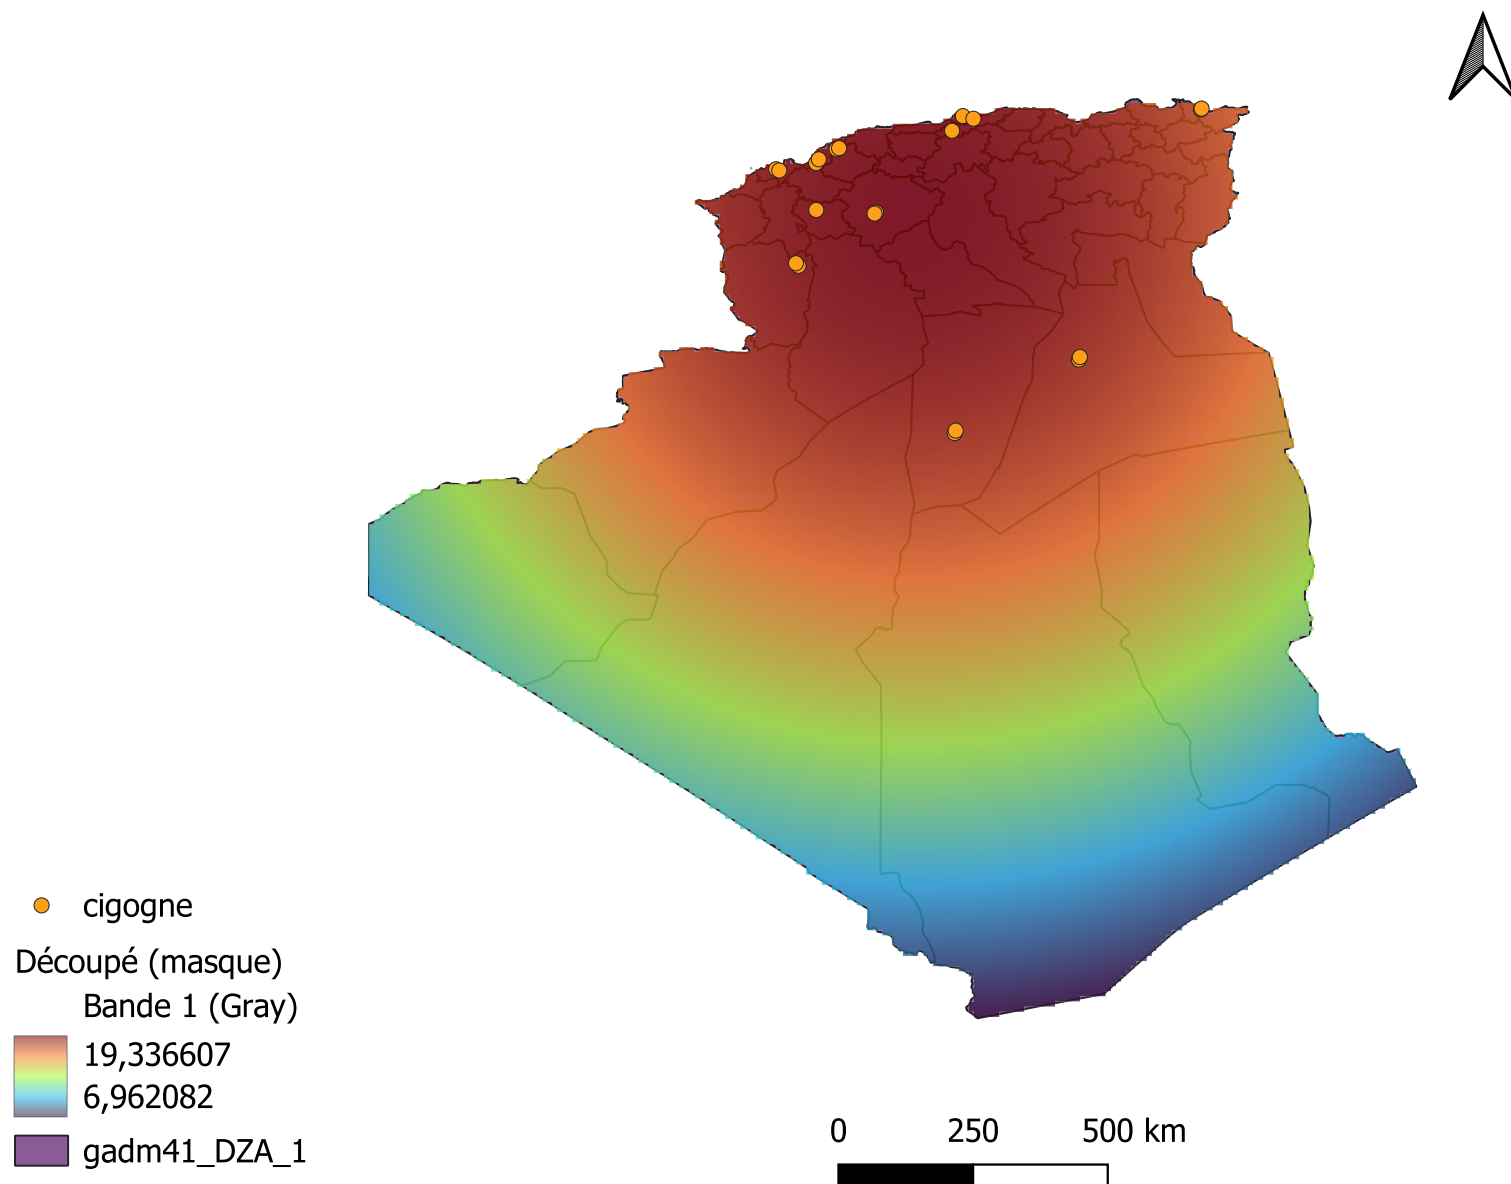 cigogne
Découpé (masque)
Bande 1 (Gray)
19,336607
6,962082
gadm41_DZA_1
0 250 500 km